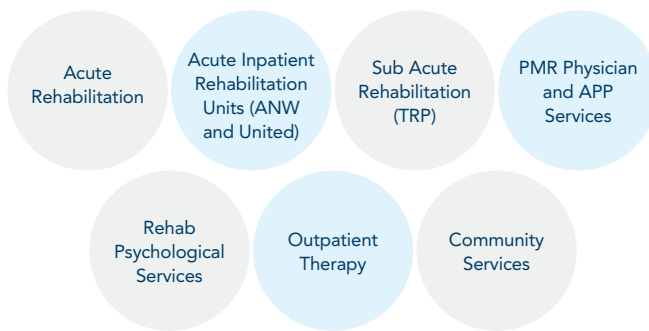 Acute
Rehabilitation
Acute Inpatient
Rehabilitation
Units (ANW
and United)
Sub Acute
Rehabilitation
(TRP)
PMR Physician
and APP
Services
Rehab
Psychological
Services
Outpatient
Therapy
Community
Services